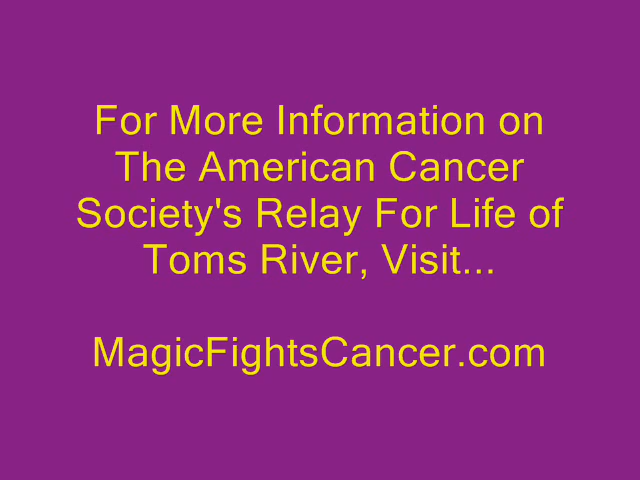 For More Information on
The American Cancer
Society's Relay For Life of
Toms River, Visit...
MagicFightsCancer.com